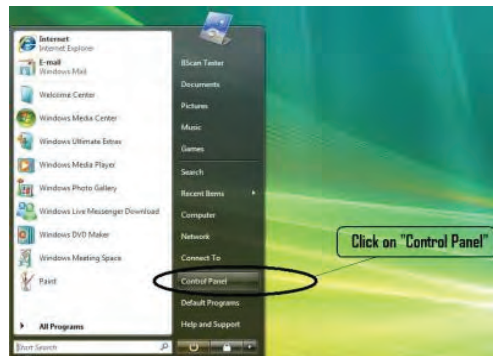 Internet
Internet Explorer
E-mail
Windows Mail
Welcome Center
Windows Media Center
Windows Ultimate Extras
Windows Media Player
Windows Photo Gallery
Windows Live Messenger Download
Windows DVD Maker
Windows Meeting Space
Paint
All Programs
Start Search
BScan Tester
Documents
Pictures
Music
Games
Search
Recent Items
Computer
Network
Connect To
Control Panel
Default Programs
Help and Support
Click on "Control Panel"